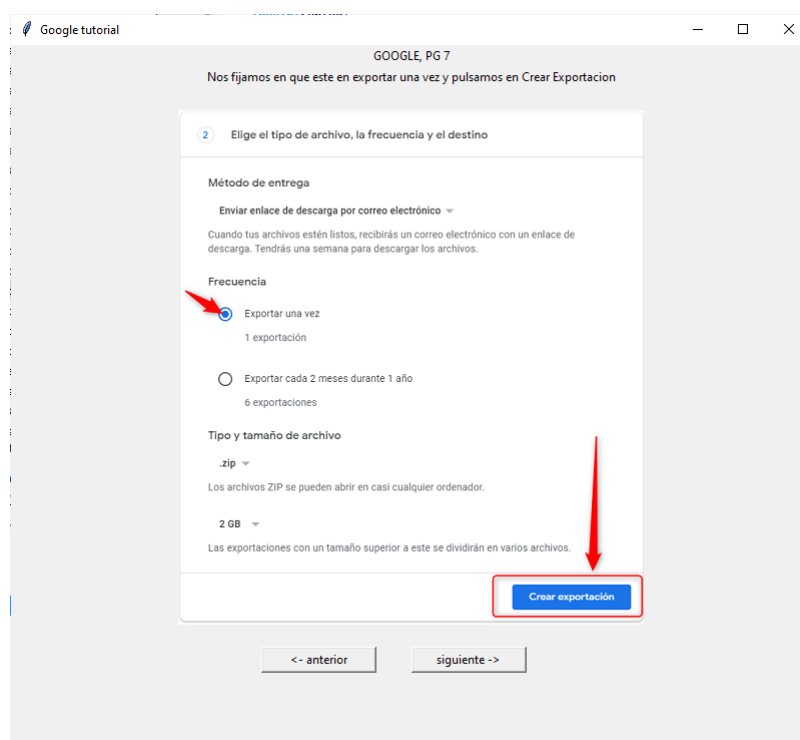 Google tutorial
GOOGLE, PG 7
Nos fijamos en que este en exportar una vez y pulsamos en Crear Exportacion
2 Elige el tipo de archivo, la frecuencia y el destino
Método de entrega
Enviar enlace de descarga por correo electrónico
Cuando tus archivos estén listos, recibirás un correo electrónico con un enlace de
descarga. Tendrás una semana para descargar los archivos.
Frecuencia
Exportar una vez
1 exportación
Exportar cada 2 meses durante 1 año
6 exportaciones
Tipo y tamaño de archivo
.zip
Los archivos ZIP se pueden abrir en casi cualquier ordenador.
2 GB
Las exportaciones con un tamaño superior a este se dividirán en varios archivos.
Crear exportación
<- anterior siguiente ->